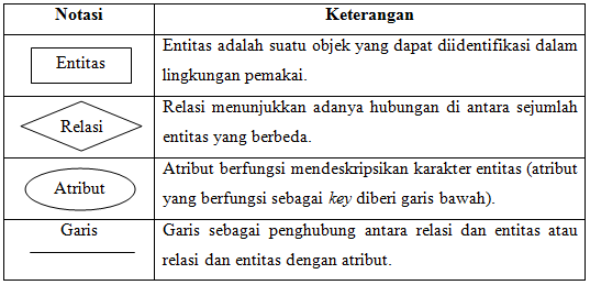 Notasi Keterangan
Entitas
Entitas adalah suatu objek yang dapat diidentifikasi dalam
lingkungan pemakai.
Relasi
Relasi menunjukkan adanya hubungan di antara sejumlah
entitas yang berbeda.
Atribut
Atribut berfungsi mendeskripsikan karakter entitas (atribut
yang berfungsi sebagai key diberi garis bawah).
Garis
Garis sebagai penghubung antara relasi dan entitas atau
relasi dan entitas dengan atribut.